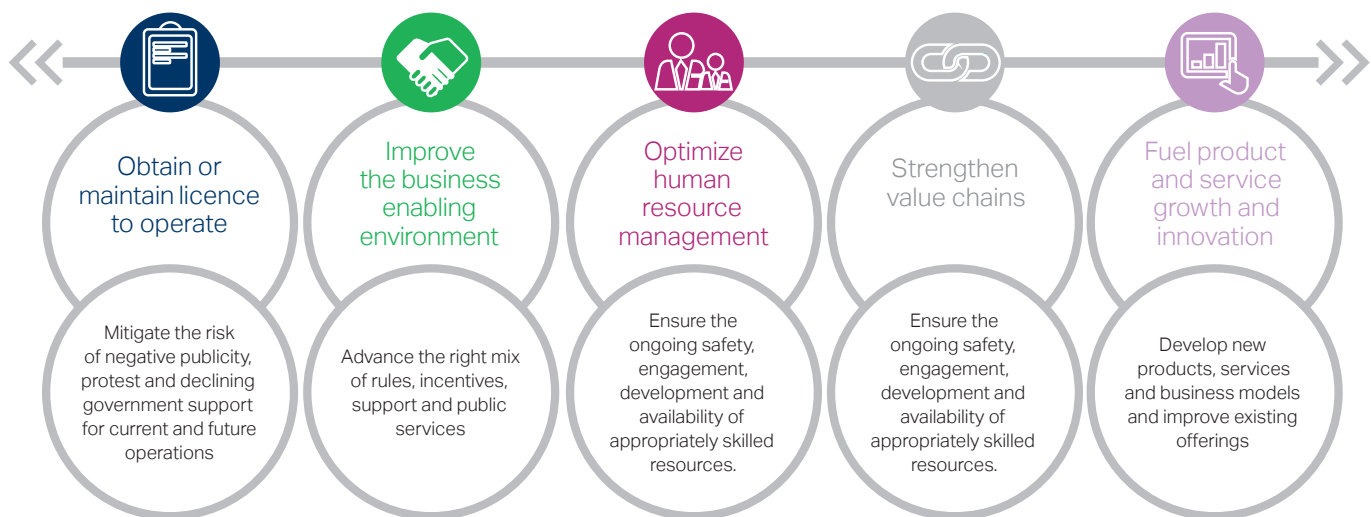 Obtain or
maintain licence
to operate
Mitigate the risk
of negative publicity,
protest and declining
government support
for current and future
operations
Improve
the business
enabling
environment
Advance the right mix
of rules, incentives,
support and public
services
Optimize
human
resource
management
Ensure the
ongoing safety,
engagement,
development and
availability of
appropriately skilled
resources.
Strengthen
value chains
Ensure the
ongoing safety,
engagement,
development and
availability of
appropriately skilled
resources.
Fuel product
and service
growth and
innovation
Develop new
products, services
and business models
and improve existing
offerings